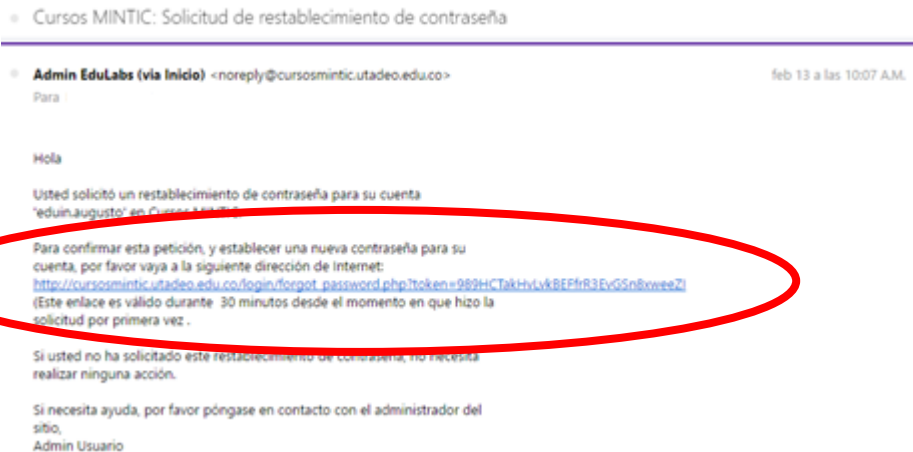 Cursos MINTIC: Solicitud de restablecimiento de contraseña
Admin EduLabs (via Inicio) <noreply@cursosmintic.utadeo.edu.co>
feb 13 a las 10:07 A.M.
Para
Hola
Usted solicitó un restablecimiento de contraseña para su cuenta
'eduin.augusto' en Cursos
Para confirmar esta petición, y establecer una nueva contraseña para su
cuenta, por favor vaya a la siguiente dirección de Internet:
http://cursosmintic.utadeo.edu.co/login/forgot_password.php?token=989HCTakHvLvkBEFfrR3EvGSn8xweeZI
(Este enlace es válido durante 30 minutos desde el momento en que hizo la
solicitud por primera vez .
Si usted no ha solicitado este restablecimiento de contraseña, no necesita
realizar ninguna acción.
Si necesita ayuda, por favor póngase en contacto con el administrador del
sitio,
Admin Usuario